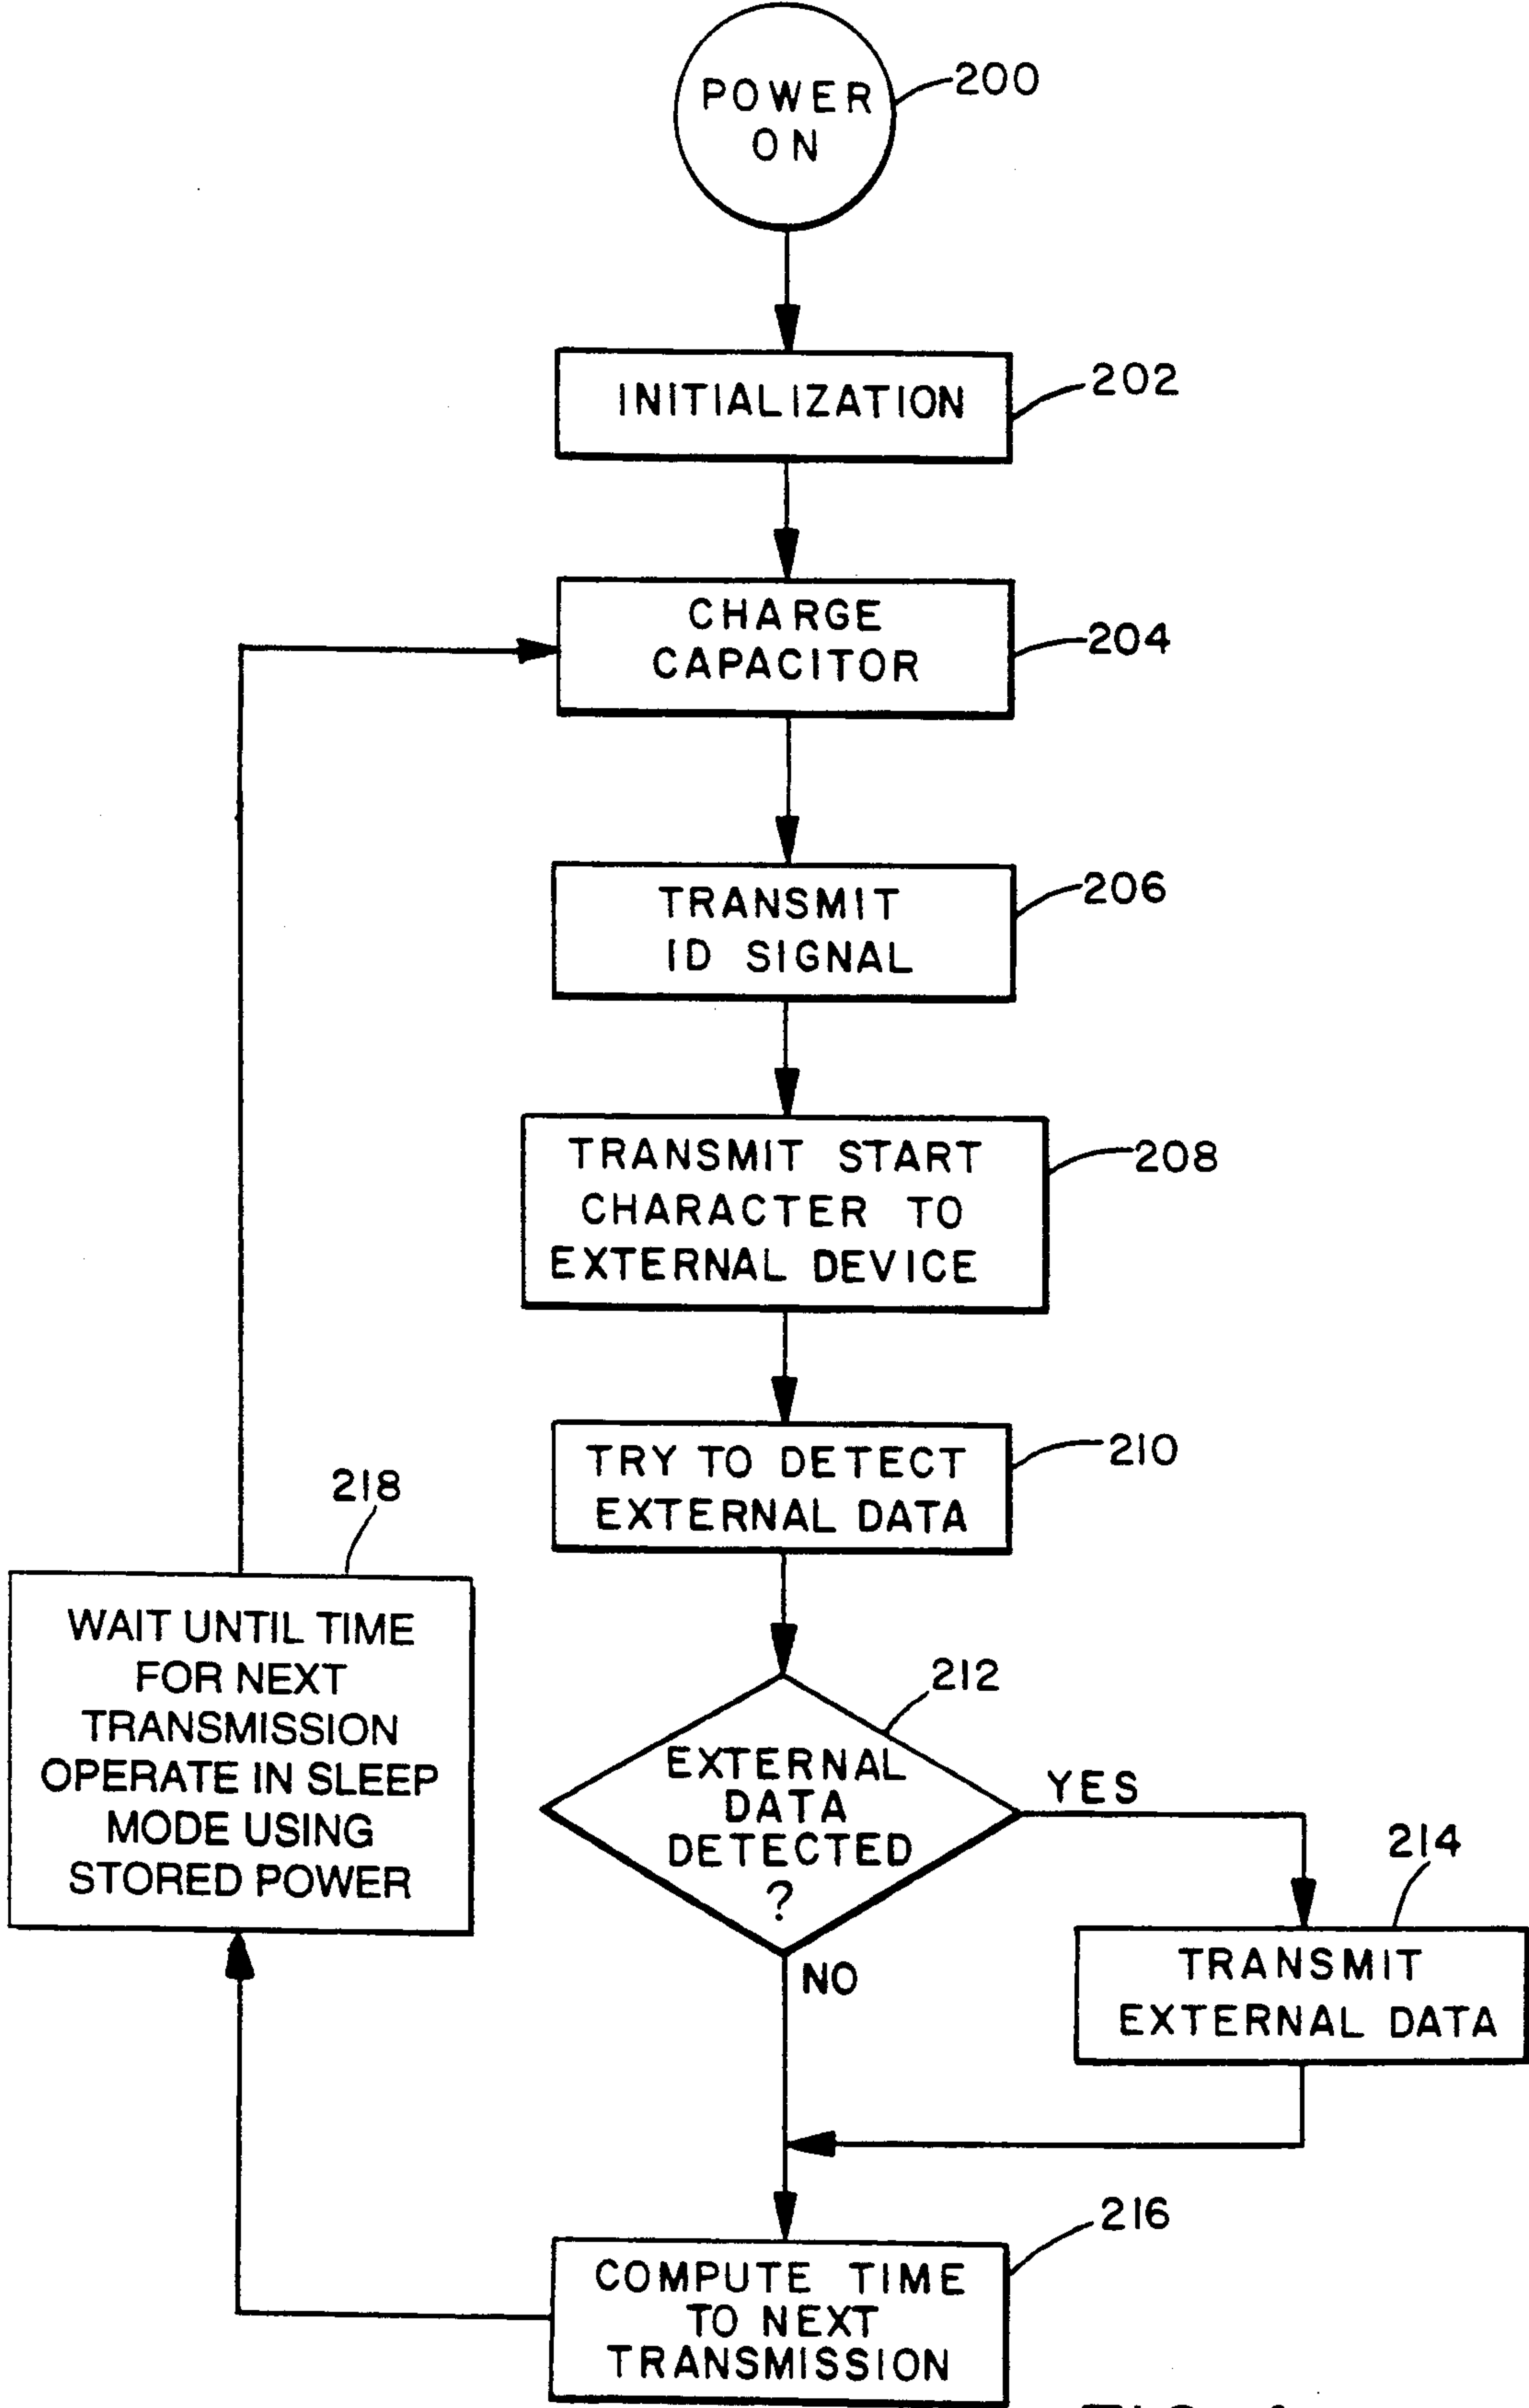 POWER
ON
200
INITIALIZATION
202
CHARGE
CAPACITOR
204
TRANSMIT
ID SIGNAL
206
TRANSMIT START
CHARACTER TO
EXTERNAL DEVICE
208
TRY TO DETECT
EXTERNAL DATA
210
218
WAIT UNTIL TIME
FOR NEXT
TRANSMISSION
OPERATE IN SLEEP
MODE USING
STORED POWER
212
EXTERNAL
DATA
DETECTED
?
YES
NO
214
TRANSMIT
EXTERNAL DATA
216
COMPUTE TIME
TO NEXT
TRANSMISSION